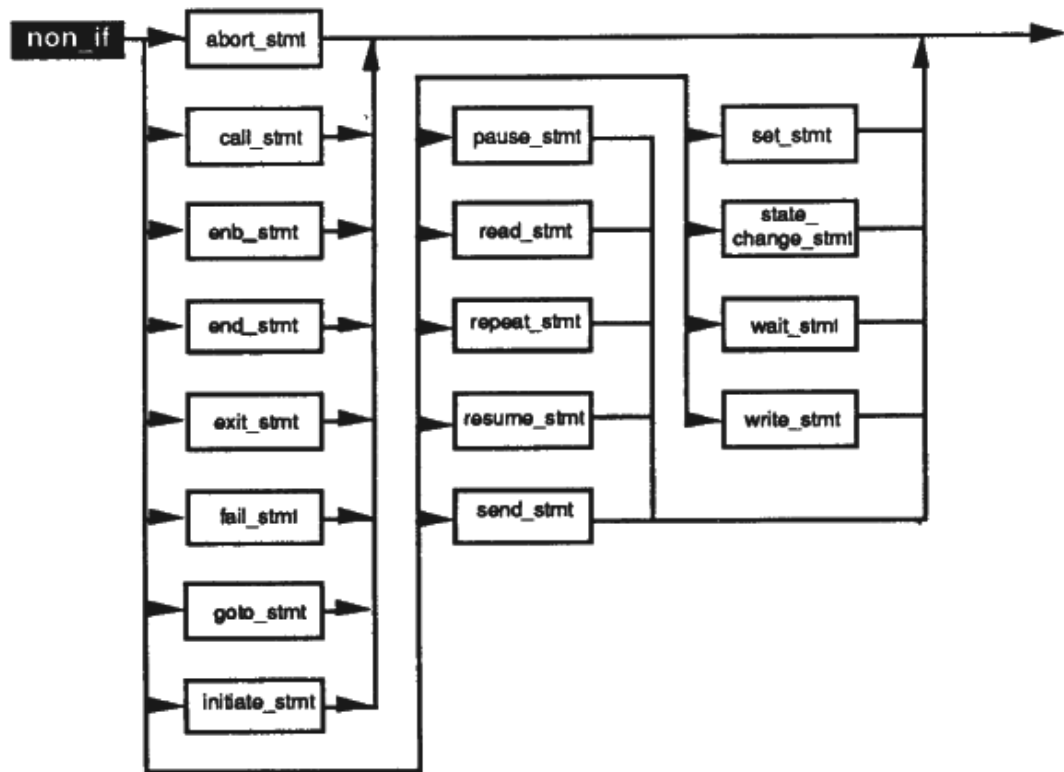 non_if
abort_stmt
call_stmt
enb_stmt
end_stmt
exit_stmt
fail_stmt
goto_stmt
initiate_stmt
pause_stmt
read_stmt
repeat_stmt
resume_stmt
send_stmt
set_stmt
state_
change_stmt
wait_stmt
write_stmt